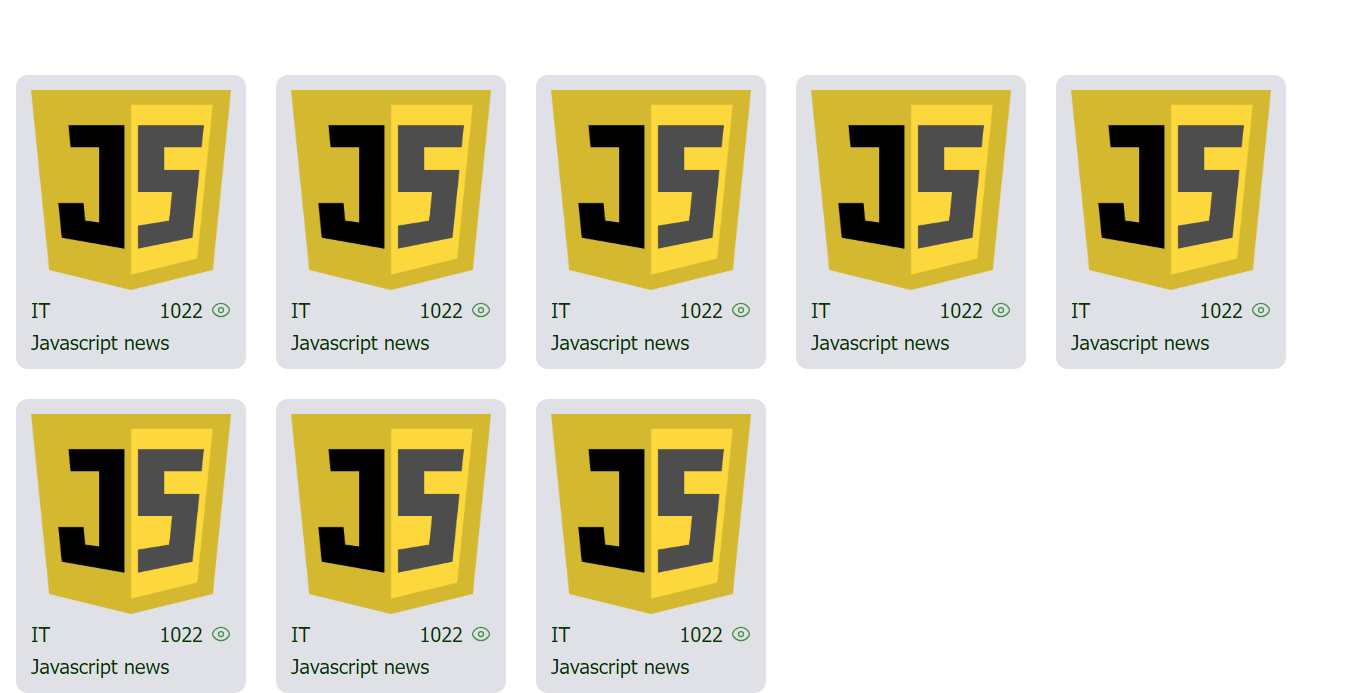 JS JS JS JS JS
IT 1022 IT 1022 IT 1022 IT 1022 IT 1022
Javascript news Javascript news Javascript news Javascript news Javascript news
JS JS JS
IT 1022 IT 1022 IT 1022
Javascript news Javascript news Javascript news